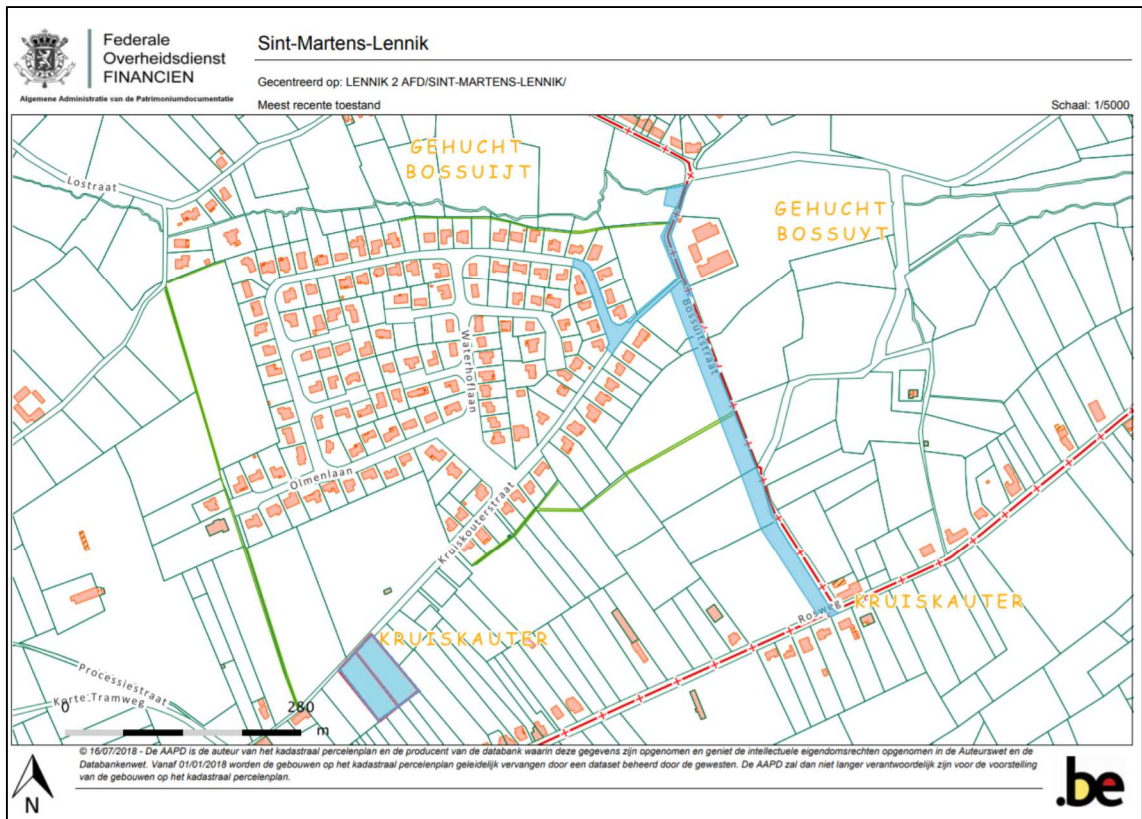 Federale
Overheidsdienst
FINANCIEN
Algemene Administratie van de Patrimoniumdocumentatie
Sint-Martens-Lennik
Gecentreerd op: LENNIK 2 AFD/SINT-MARTENS-LENNIK/
Meest recente toestand
Schaal: 1/5000
GEHUCHT
BOSSUIJT
Lostraat
GEHUCHT
BOSSUYT
Bossuitstraat
Waterhoflaan
Olmenlaan
Kruiskouterstraat
Rosweg
KRUISKAUTER
KRUISKAUTER
Processiestraat
Korte Tramweg
0
280
m
© 16/07/2018 - De AAPD is de auteur van het kadastraal percelenplan en de producent van de databank waarin deze gegevens zijn opgenomen en geniet de intellectuele eigendomsrechten opgenomen in de Auteurswet en de
Databankenwet. Vanaf 01/01/2018 worden de gebouwen op het kadastraal percelenplan geleidelijk vervangen door een dataset beheerd door de gewesten. De AAPD zal dan niet langer verantwoordelijk zijn voor de voorstelling
van de gebouwen op het kadastraal percelenplan.
N
.be